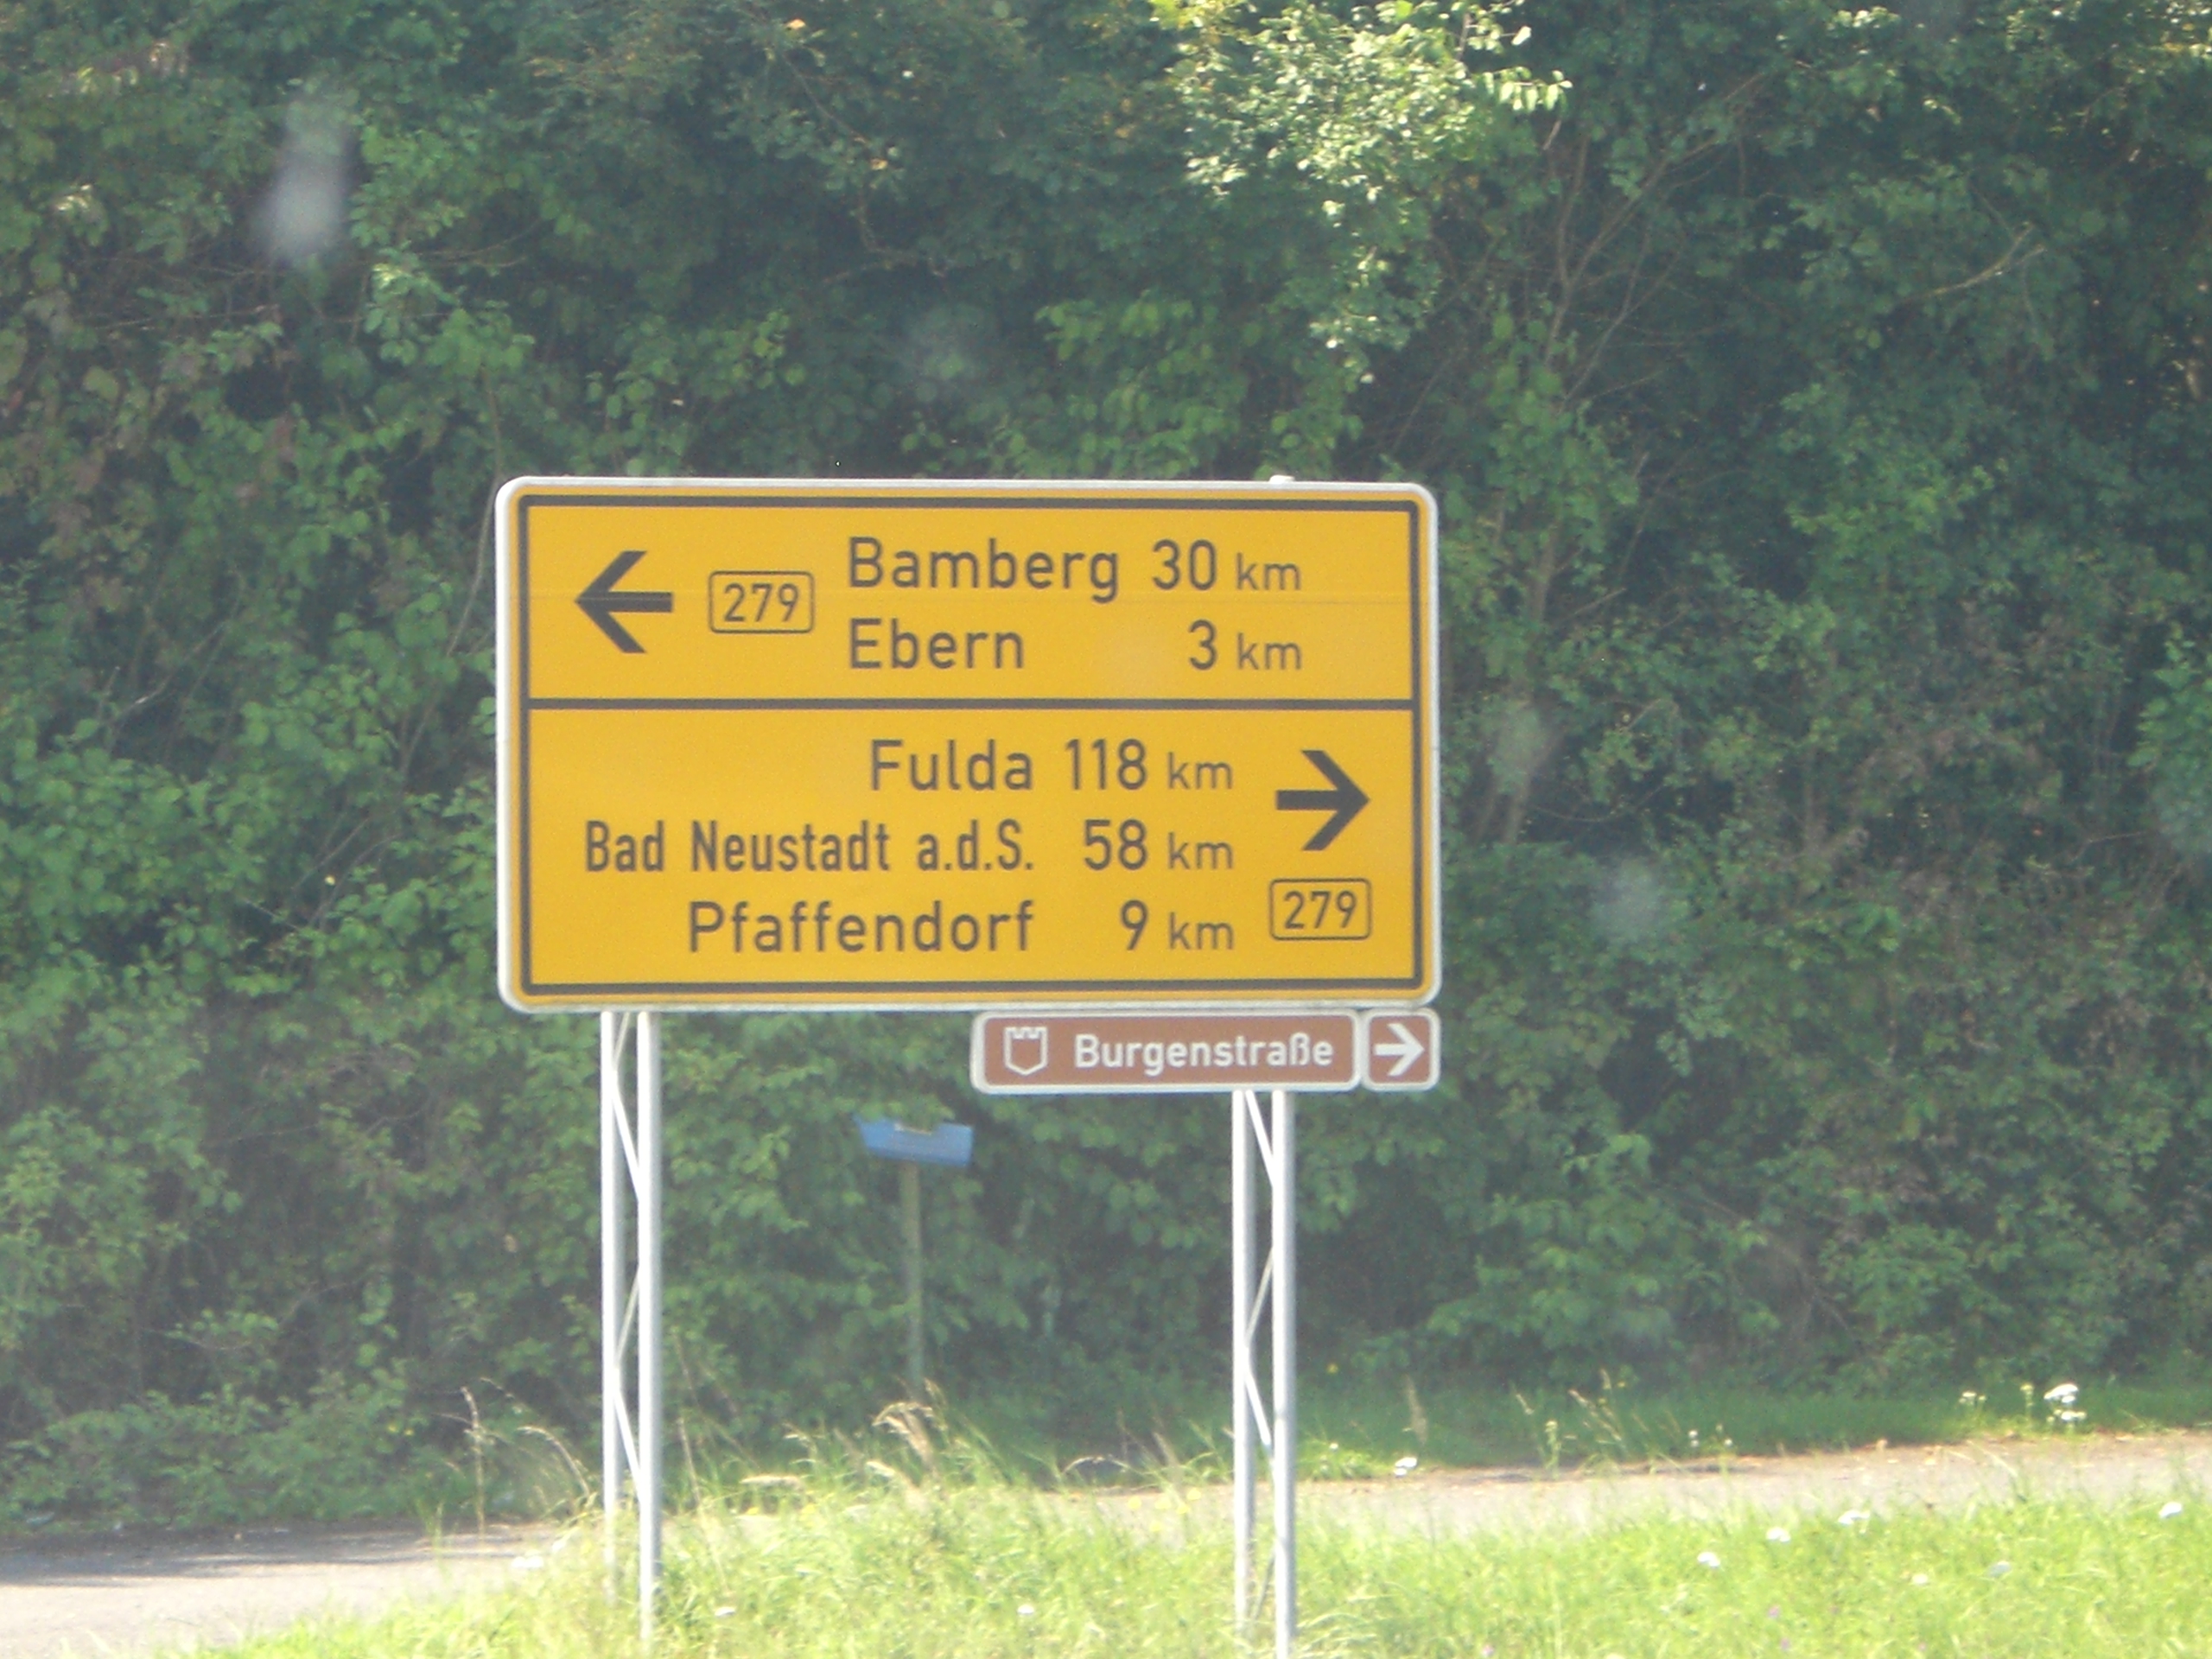 279 Bamberg 30 km
Ebern 3 km
Fulda 118 km
Bad Neustadt a.d.S. 58 km
Pfaffendorf 9 km 279
Burgenstraße